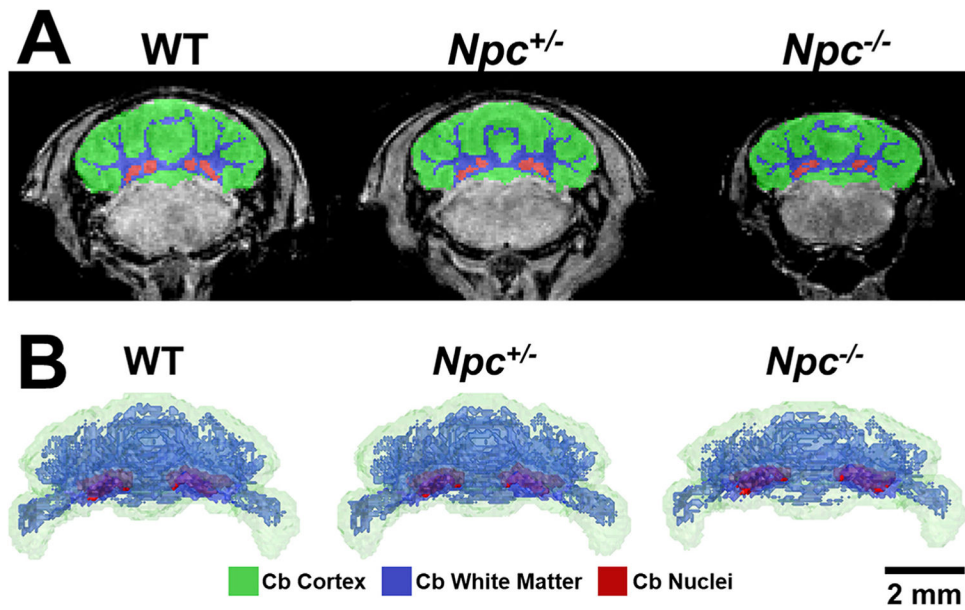 A
WT
Npc+/-
Npc-/-
B
WT
Npc+/-
Npc-/-
Cb Cortex
Cb White Matter
Cb Nuclei
2 mm